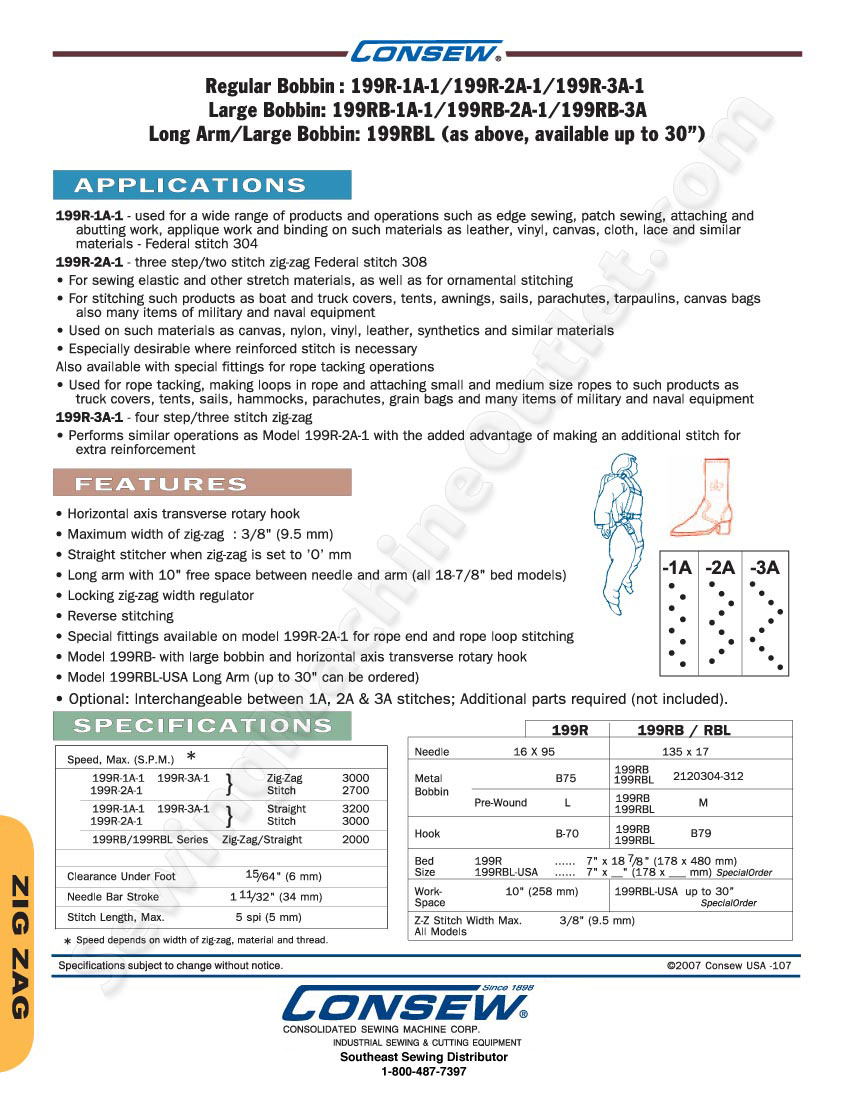 CONSEW®
Regular Bobbin : 199R-1A-1/199R-2A-1/199R-3A-1
Large Bobbin: 199RB-1A-1/199RB-2A-1/199RB-3A
Long Arm/Large Bobbin: 199RBL (as above, available up to 30”)
APPLICATIONS
199R-1A-1 - used for a wide range of products and operations such as edge sewing, patch sewing, attaching and
abutting work, applique work and binding on such materials as leather, vinyl, canvas, cloth, lace and similar
materials - Federal stitch 304
199R-2A-1 - three step/two stitch zig-zag Federal stitch 308
• For sewing elastic and other stretch materials, as well as for ornamental stitching
• For stitching such products as boat and truck covers, tents, awnings, sails, parachutes, tarpaulins, canvas bags
also many items of military and naval equipment
• Used on such materials as canvas, nylon, vinyl, leather, synthetics and similar materials
• Especially desirable where reinforced stitch is necessary
Also available with special fittings for rope tacking operations
• Used for rope tacking, making loops in rope and attaching small and medium size ropes to such products as
truck covers, tents, sails, hammocks, parachutes, grain bags and many items of military and naval equipment
199R-3A-1 - four step/three stitch zig-zag
• Performs similar operations as Model 199R-2A-1 with the added advantage of making an additional stitch for
extra reinforcement
FEATURES
• Horizontal axis transverse rotary hook
• Maximum width of zig-zag : 3/8" (9.5 mm)
• Straight stitcher when zig-zag is set to 'O' mm
• Long arm with 10" free space between needle and arm (all 18-7/8" bed models)
• Locking zig-zag width regulator
• Reverse stitching
• Special fittings available on model 199R-2A-1 for rope end and rope loop stitching
• Model 199RB- with large bobbin and horizontal axis transverse rotary hook
• Model 199RBL-USA Long Arm (up to 30" can be ordered)
• Optional: Interchangeable between 1A, 2A & 3A stitches; Additional parts required (not included).
-1A -2A -3A
SPECIFICATIONS
Speed, Max. (S.P.M.) *
199R-1A-1 199R-3A-1 } Zig-Zag 3000
199R-2A-1 Stitch 2700
199R-1A-1 199R-3A-1 } Straight 3200
199R-2A-1 Stitch 3000
199RB/199RBL Series Zig-Zag/Straight 2000
Clearance Under Foot 15/64" (6 mm)
Needle Bar Stroke 1 11/32" (34 mm)
Stitch Length, Max. 5 spi (5 mm)
* Speed depends on width of zig-zag, material and thread.
199R 199RB / RBL
Needle 16 X 95 135 x 17
Metal Bobbin B75 199RB 199RBL 2120304-312
Pre-Wound L 199RB 199RBL M
Hook B-70 199RB 199RBL B79
Bed 199R ...... 7" x 18 7/8" (178 x 480 mm)
Size 199RBL-USA ...... 7" x __" (178 x ___ mm) SpecialOrder
Work-Space 10" (258 mm) 199RBL-USA up to 30”
SpecialOrder
Z-Z Stitch Width Max. 3/8" (9.5 mm)
All Models
Specifications subject to change without notice. ©2007 Consew USA -107
ZIG ZAG
Since 1898
CONSEW®
CONSOLIDATED SEWING MACHINE CORP.
INDUSTRIAL SEWING & CUTTING EQUIPMENT
Southeast Sewing Distributor
1-800-487-7397
SewingMachineOutlet.com